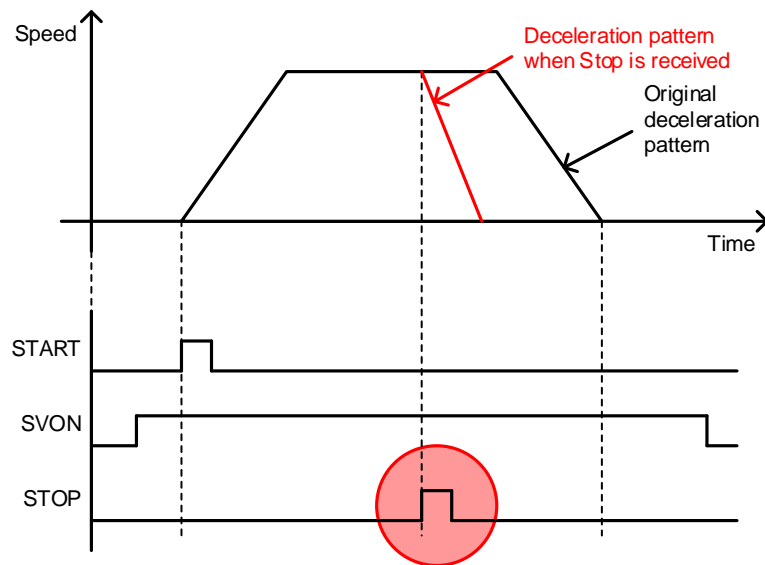 Speed
Deceleration pattern
when Stop is received
Original
deceleration
pattern
Time
START
SVON
STOP